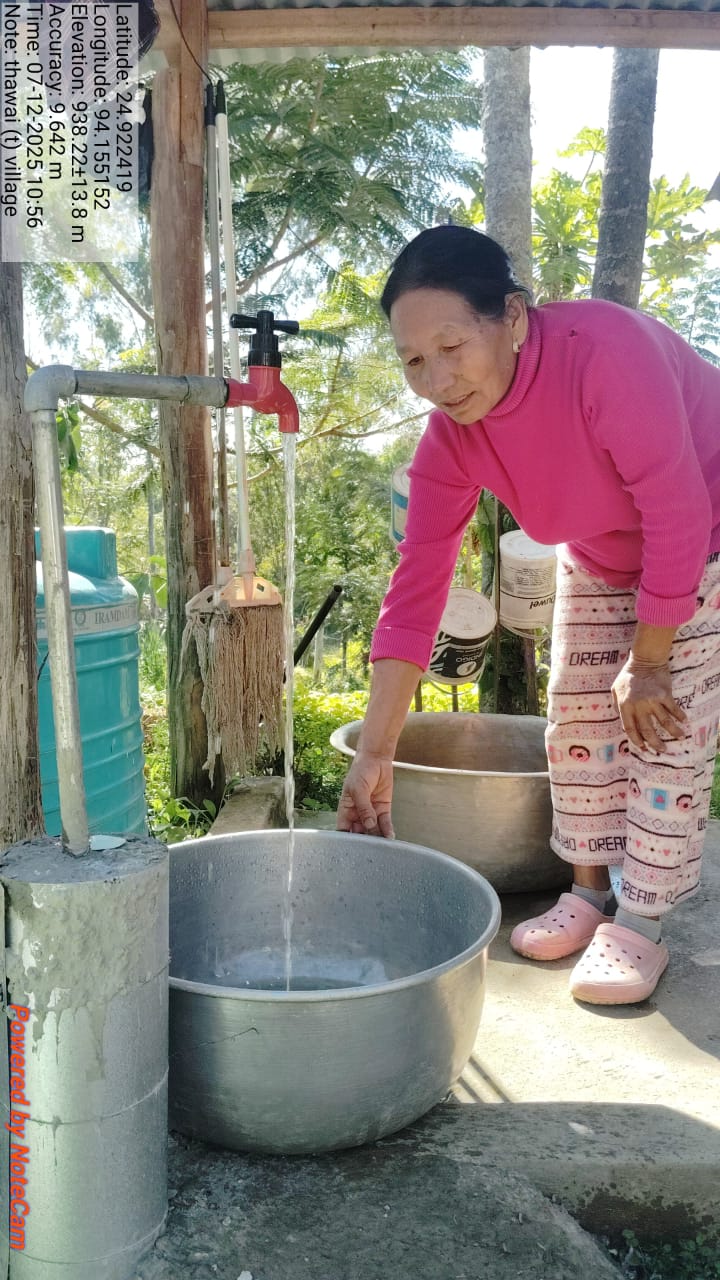 Latitude: 24.922419
Longitude: 94.155152
Elevation: 938.22±13.8 m
Accuracy: 9.642 m
Time: 07-12-2025 10:56
Note: thawai (t) village
Powered by NoteCam
DREAM
DREAM
DREAM